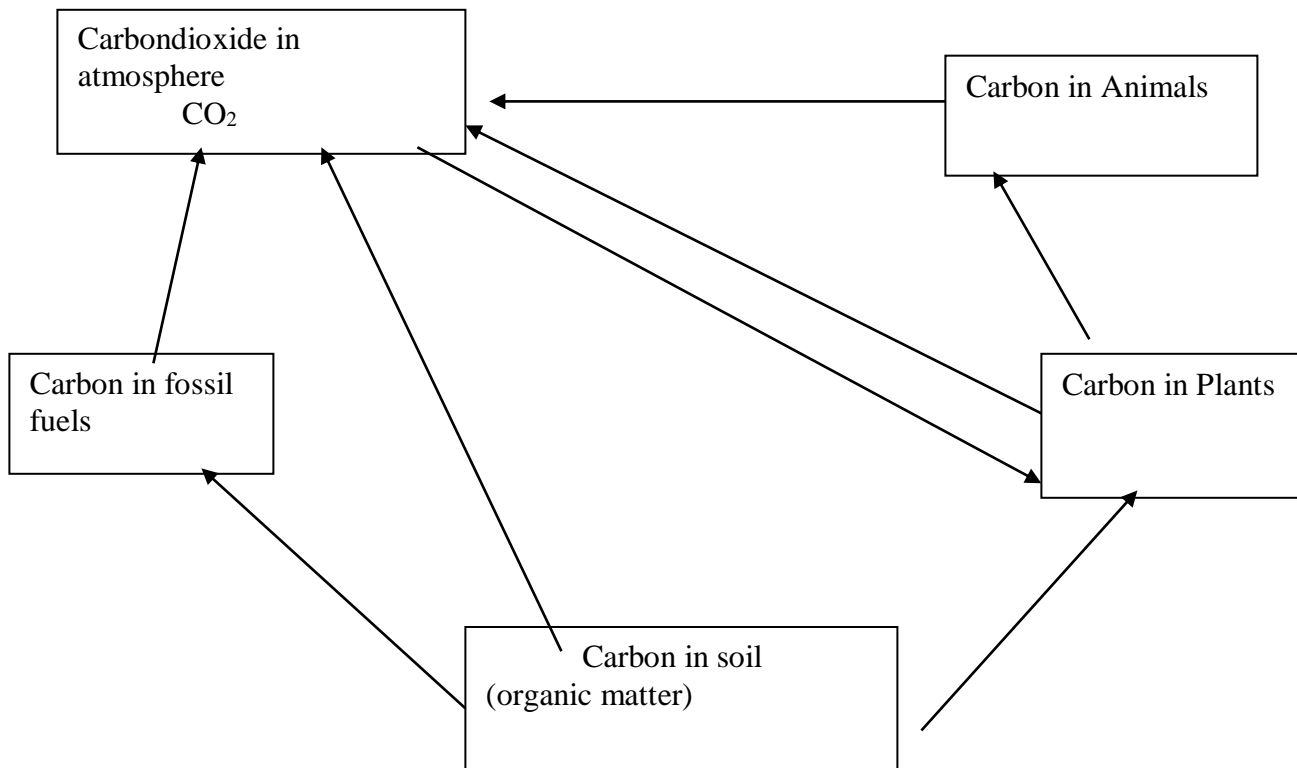 Carbondioxide in
atmosphere
CO₂
Carbon in Animals
Carbon in fossil
fuels
Carbon in Plants
Carbon in soil
(organic matter)